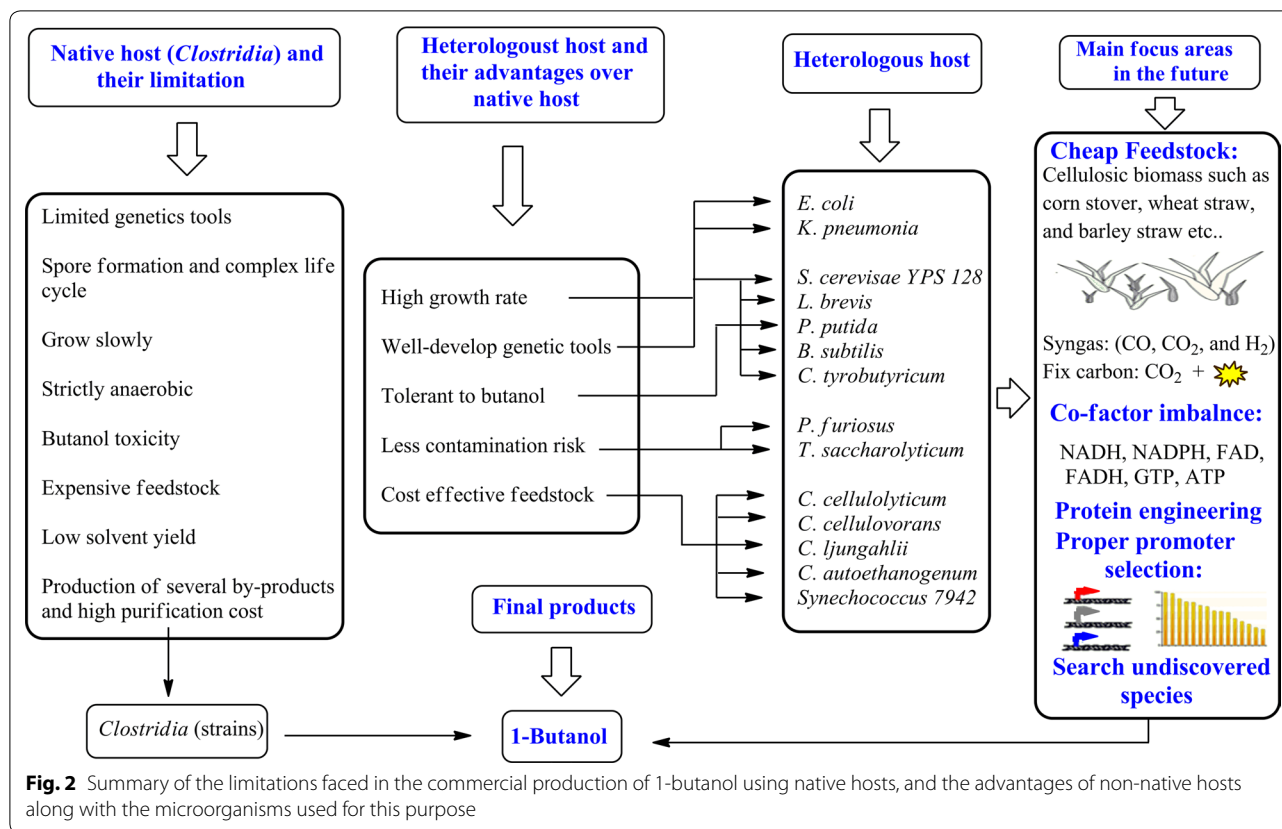 Native host (Clostridia) and
their limitation
Limited genetics tools
Spore formation and complex life
cycle
Grow slowly
Strictly anaerobic
Butanol toxicity
Expensive feedstock
Low solvent yield
Production of several by-products
and high purification cost
Clostridia (strains)
Heterologoust host and
their advantages over
native host
High growth rate
Well-develop genetic tools
Tolerant to butanol
Less contamination risk
Cost effective feedstock
Final products
1-Butanol
Heterologous host
E. coli
K. pneumonia
S. cerevisae YPS 128
L. brevis
P. putida
B. subtilis
C. tyrobutyricum
P. furiosus
T. saccharolyticum
C. cellulolyticum
C. cellulovorans
C. ljungahlii
C. autoethanogenum
Synechococcus 7942
Main focus areas
in the future
Cheap Feedstock:
Cellulosic biomass such as
corn stover, wheat straw,
and barley straw etc..
Syngas: (CO, CO₂, and H₂)
Fix carbon: CO₂ +
Co-factor imbalnce:
NADH, NADPH, FAD,
FADH, GTP, ATP
Protein engineering
Proper promoter
selection:
Search undiscovered
species
Fig. 2 Summary of the limitations faced in the commercial production of 1-butanol using native hosts, and the advantages of non-native hosts
along with the microorganisms used for this purpose